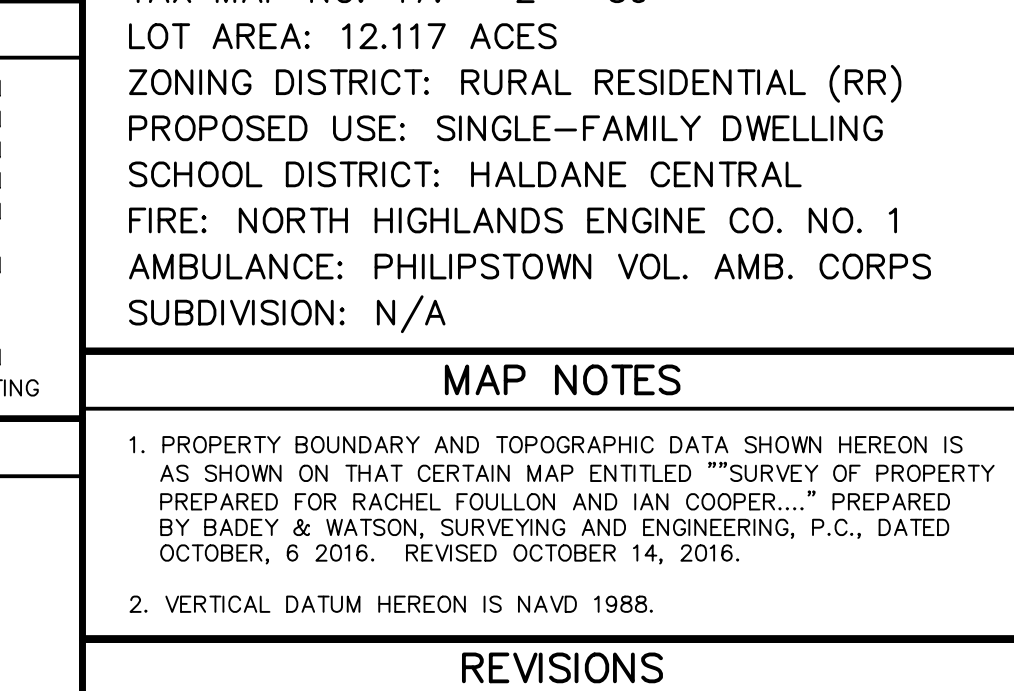 LOT AREA: 12.117 ACES
ZONING DISTRICT: RURAL RESIDENTIAL (RR)
PROPOSED USE: SINGLE-FAMILY DWELLING
SCHOOL DISTRICT: HALDANE CENTRAL
FIRE: NORTH HIGHLANDS ENGINE CO. NO. 1
AMBULANCE: PHILIPSTOWN VOL. AMB. CORPS
SUBDIVISION: N/A
MAP NOTES
1. PROPERTY BOUNDARY AND TOPOGRAPHIC DATA SHOWN HEREON IS
AS SHOWN ON THAT CERTAIN MAP ENTITLED ""SURVEY OF PROPERTY
PREPARED FOR RACHEL FOULLON AND IAN COOPER...." PREPARED
BY BADEY & WATSON, SURVEYING AND ENGINEERING, P.C., DATED
OCTOBER, 6 2016. REVISED OCTOBER 14, 2016.
2. VERTICAL DATUM HEREON IS NAVD 1988.
REVISIONS